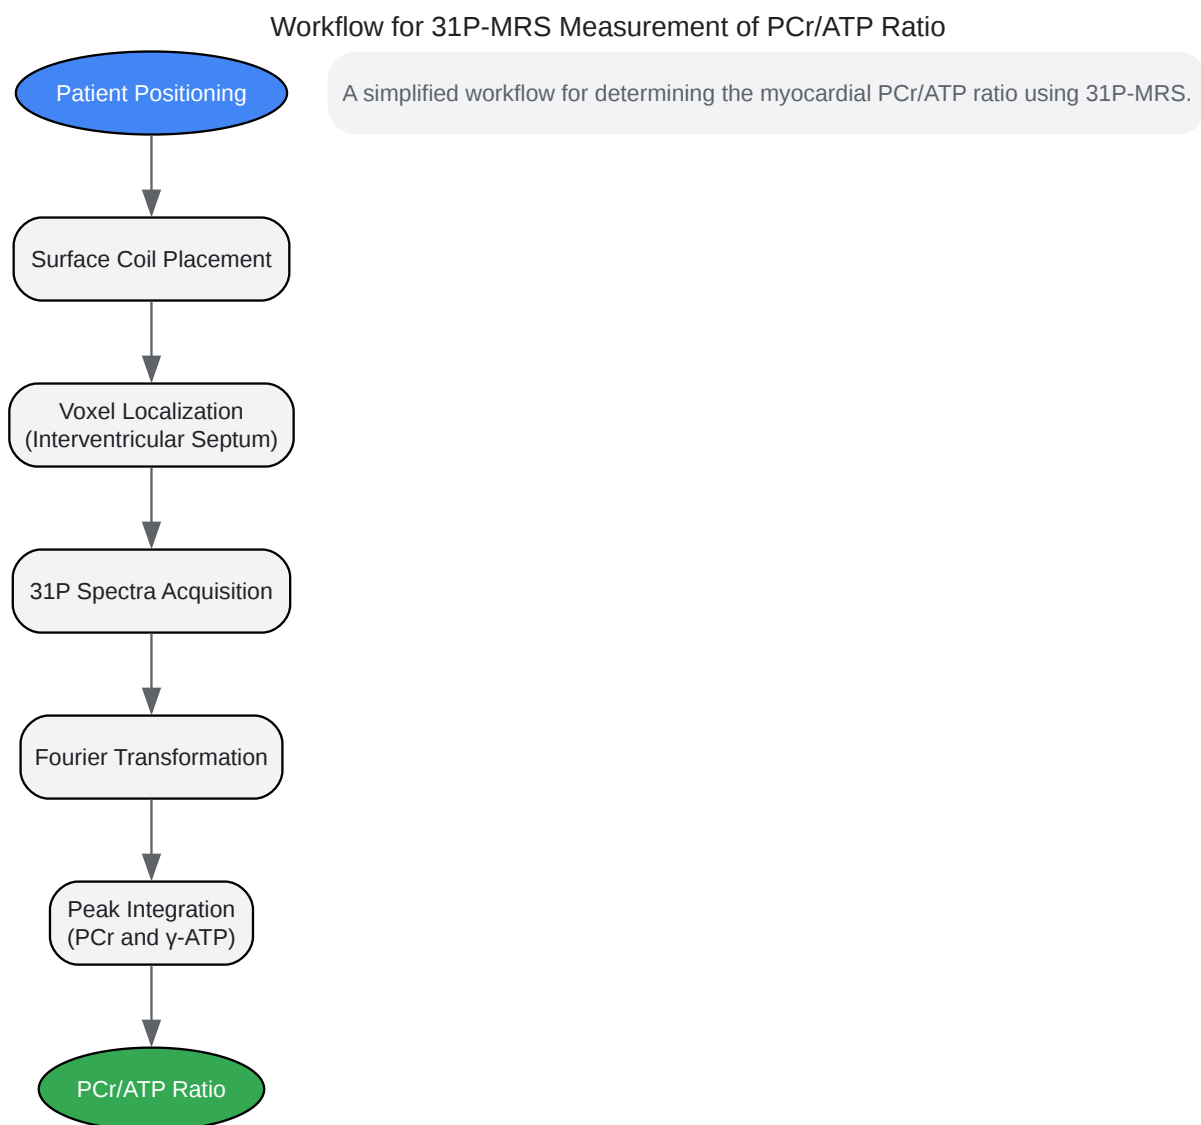 Workflow for 31P-MRS Measurement of PCr/ATP Ratio
Patient Positioning
A simplified workflow for determining the myocardial PCr/ATP ratio using 31P-MRS.
Surface Coil Placement
Voxel Localization
(Interventricular Septum)
31P Spectra Acquisition
Fourier Transformation
Peak Integration
(PCr and γ-ATP)
PCr/ATP Ratio